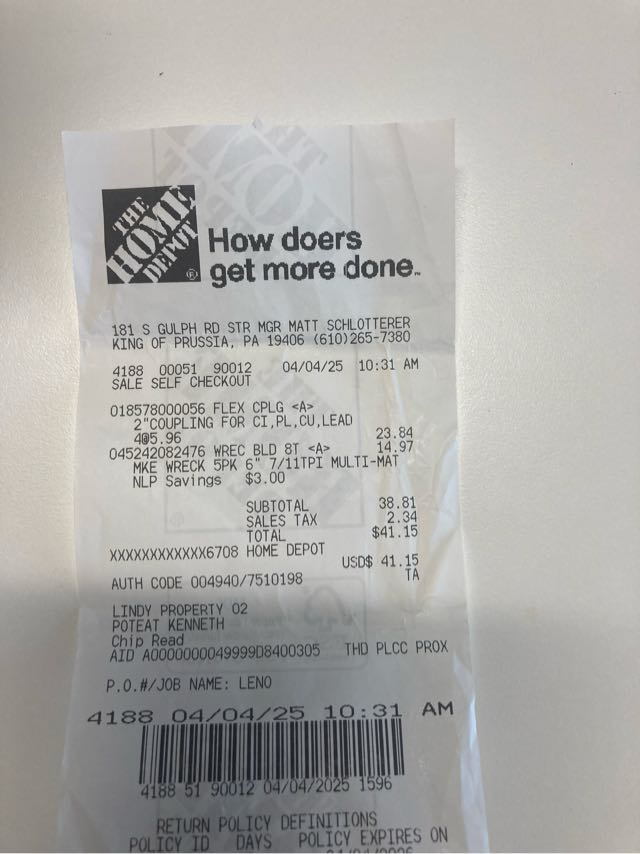 THE
HOME
DEPOT
®
How doers
get more done™
181 S GULPH RD STR MGR MATT SCHLOTTERER
KING OF PRUSSIA, PA 19406 (610)265-7380
4188 00051 90012 04/04/25 10:31 AM
SALE SELF CHECKOUT
018578000056 FLEX CPLG <A>
2"COUPLING FOR CI,PL,CU,LEAD
4@5.96 23.84
045242082476 WREC BLD 8T <A> 14.97
MKE WRECK 5PK 6" 7/11TPI MULTI-MAT
NLP Savings $3.00
SUBTOTAL 38.81
SALES TAX 2.34
TOTAL $41.15
XXXXXXXXXXXX6708 HOME DEPOT
USD$ 41.15
AUTH CODE 004940/7510198 TA
LINDY PROPERTY 02
POTEAT KENNETH
Chip Read
AID A0000000049999D8400305 THD PLCC PROX
P.O.#/JOB NAME: LENO
4188 04/04/25 10:31 AM
4188 51 90012 04/04/2025 1596
RETURN POLICY DEFINITIONS
POLICY ID DAYS POLICY EXPIRES ON